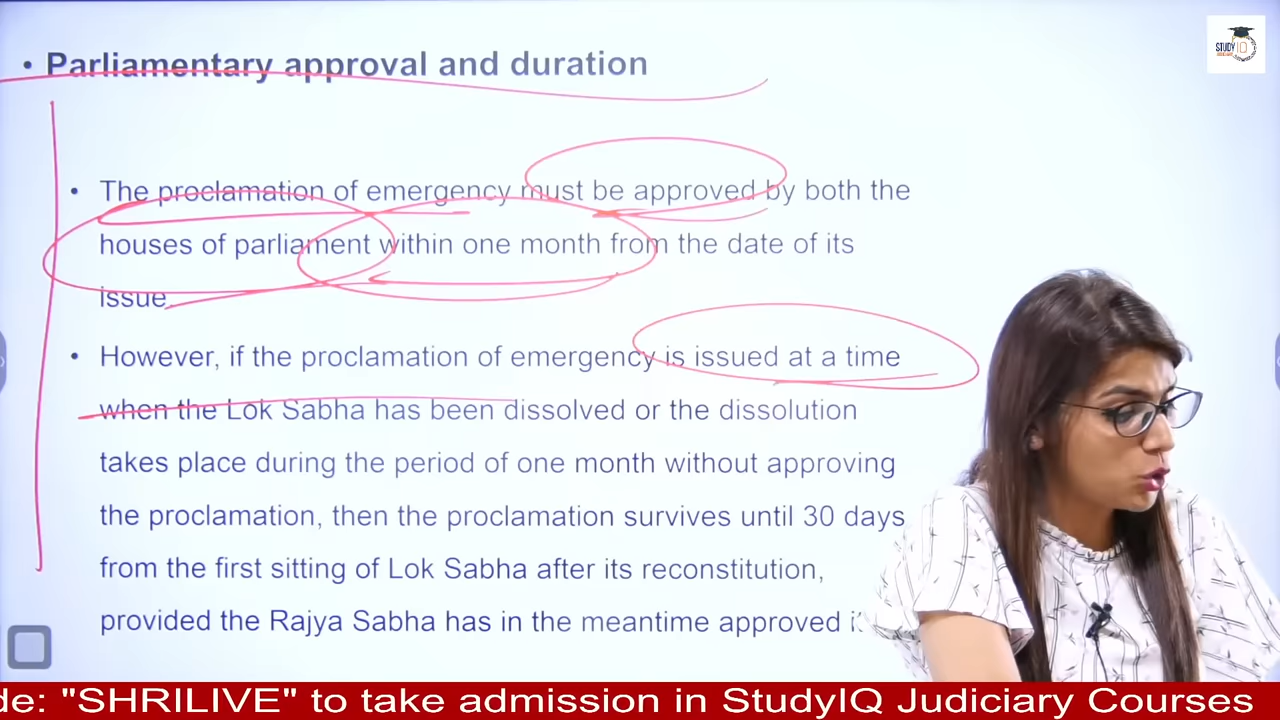 • Parliamentary approval and duration
STUDY IQ
• The proclamation of emergency must be approved by both the
houses of parliament within one month from the date of its
issue.
• However, if the proclamation of emergency is issued at a time
when the Lok Sabha has been dissolved or the dissolution
takes place during the period of one month without approving
the proclamation, then the proclamation survives until 30 days
from the first sitting of Lok Sabha after its reconstitution,
provided the Rajya Sabha has in the meantime approved
de: "SHRILIVE" to take admission in StudyIQ Judiciary Courses